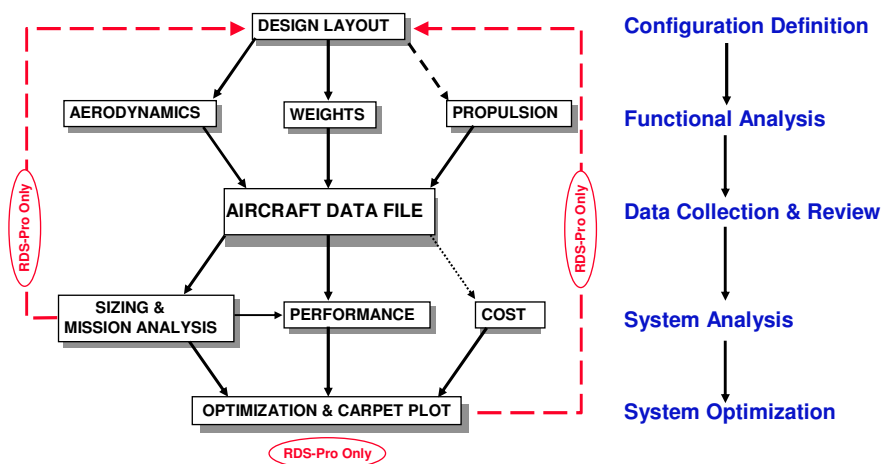 DESIGN LAYOUT
Configuration Definition
AERODYNAMICS
WEIGHTS
PROPULSION
Functional Analysis
RDS-Pro Only
AIRCRAFT DATA FILE
RDS-Pro Only
Data Collection & Review
SIZING &
MISSION ANALYSIS
PERFORMANCE
COST
System Analysis
OPTIMIZATION & CARPET PLOT
System Optimization
RDS-Pro Only